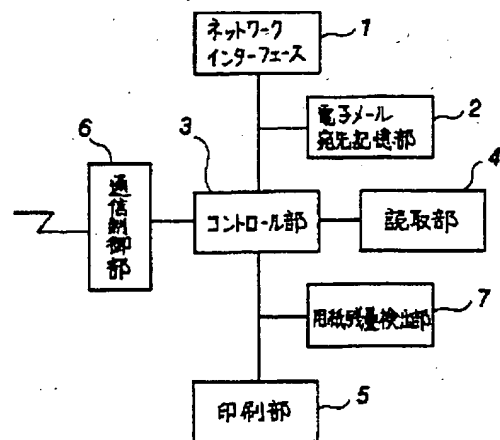 ネットワーク
インターフェース
1
電子メール
宛先記憶部
2
6
3
4
通信制御部
コントロール部
読取部
7
用紙残量検出部
5
印刷部